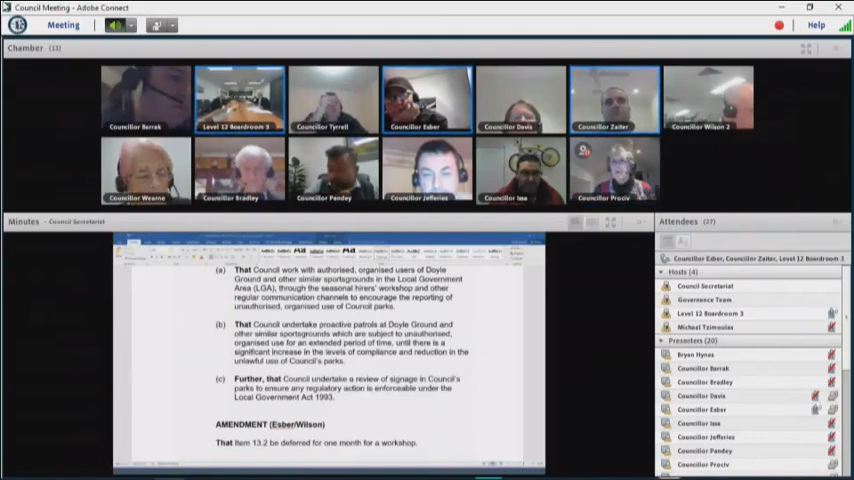 Council Meeting - Adobe Connect
Meeting
Help
Chamber (13)
Councillor Barrak
Level 12 Boardroom 3
Councillor Tyrrell
Councillor Esber
Councillor Davis
Councillor Zaiter
Councillor Wilson 2
Councillor Wearne
Councillor Bradley
Councillor Pandey
Councillor Jefferies
Councillor Issa
Councillor Prociv
Minutes - Council Secretariat
(a) That Council work with authorised, organised users of Doyle
Ground and other similar sportsgrounds in the Local Government
Area (LGA), through the seasonal hirers' workshop and other
regular communication channels to encourage the reporting of
unauthorised, organised use of Council parks.
(b) That Council undertake proactive patrols at Doyle Ground and
other similar sportsgrounds which are subject to unauthorised,
organised use for an extended period of time, until there is a
significant increase in the levels of compliance and reduction in the
unlawful use of Council's parks.
(c) Further, that Council undertake a review of signage in Council's
parks to ensure any regulatory action is enforceable under the
Local Government Act 1993.
AMENDMENT (Esber/Wilson)
That Item 13.2 be deferred for one month for a workshop.
Attendees (27)
Councillor Esber, Councillor Zaiter, Level 12 Boardroom 3
Hosts (4)
Council Secretariat
Governance Team
Level 12 Boardroom 3
Michael Tzimoulas
Presenters (20)
Bryan Hynes
Councillor Barrak
Councillor Bradley
Councillor Davis
Councillor Esber
Councillor Issa
Councillor Jefferies
Councillor Pandey
Councillor Prociv